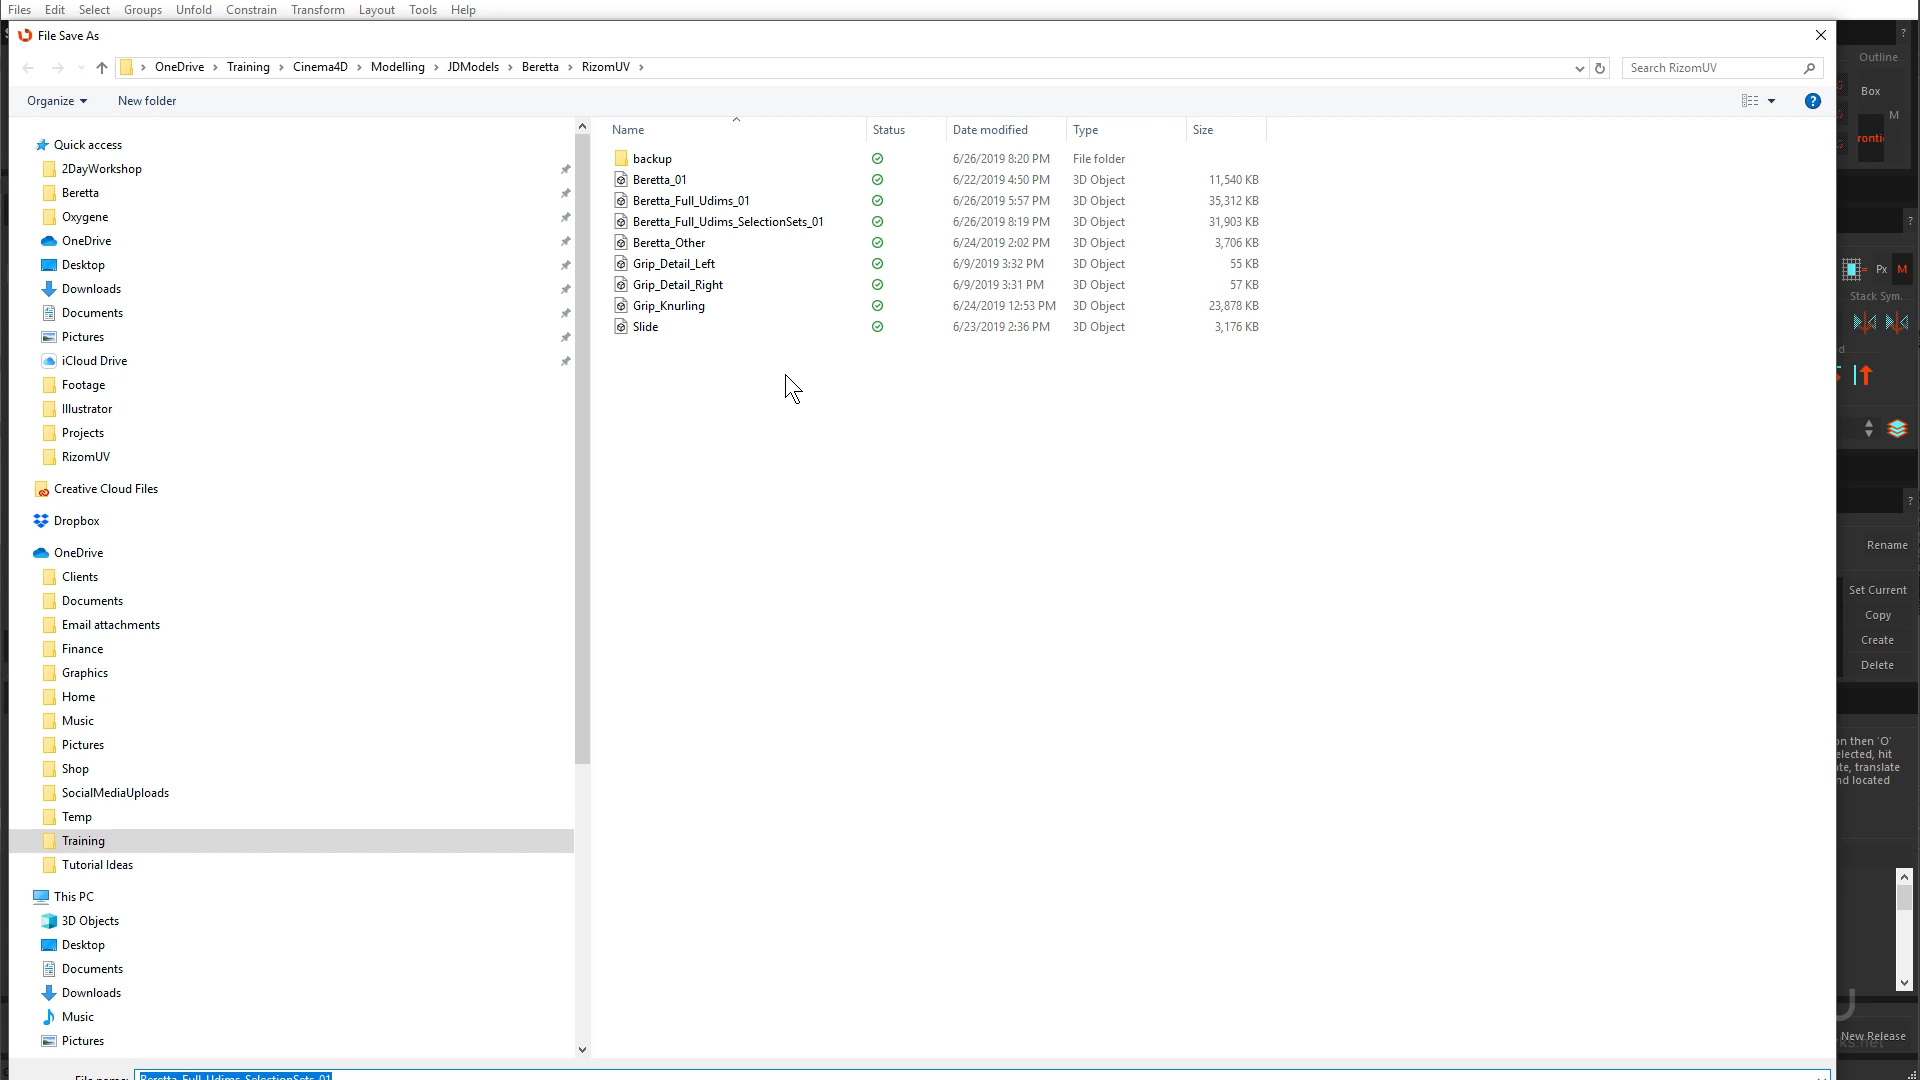 Files Edit Select Groups Unfold Constrain Transform Layout Tools Help
File Save As
OneDrive > Training > Cinema4D > Modelling > JDModels > Beretta > RizomUV >
Search RizomUV
Organize
New folder
Name Status Date modified Type Size
backup 6/26/2019 8:20 PM File folder
Beretta_01 6/22/2019 4:50 PM 3D Object 11,540 KB
Beretta_Full_Udims_01 6/26/2019 5:57 PM 3D Object 35,312 KB
Beretta_Full_Udims_SelectionSets_01 6/26/2019 8:19 PM 3D Object 31,903 KB
Beretta_Other 6/24/2019 2:02 PM 3D Object 3,706 KB
Grip_Detail_Left 6/9/2019 3:32 PM 3D Object 55 KB
Grip_Detail_Right 6/9/2019 3:31 PM 3D Object 57 KB
Grip_Knurling 6/24/2019 12:53 PM 3D Object 23,878 KB
Slide 6/23/2019 2:36 PM 3D Object 3,176 KB
Quick access
2DayWorkshop
Beretta
Oxygene
OneDrive
Desktop
Downloads
Documents
Pictures
iCloud Drive
Footage
Illustrator
Projects
RizomUV
Creative Cloud Files
Dropbox
OneDrive
Clients
Documents
Email attachments
Finance
Graphics
Home
Music
Pictures
Shop
SocialMediaUploads
Temp
Training
Tutorial Ideas
This PC
3D Objects
Desktop
Documents
Downloads
Music
Pictures
File name: Beretta_Full_Udims_SelectionSets_01
Outline
Box
M
Px M
Stack Sym.
Rename
Set Current
Copy
Create
Delete
then 'O'
hit
translate
located
New Release